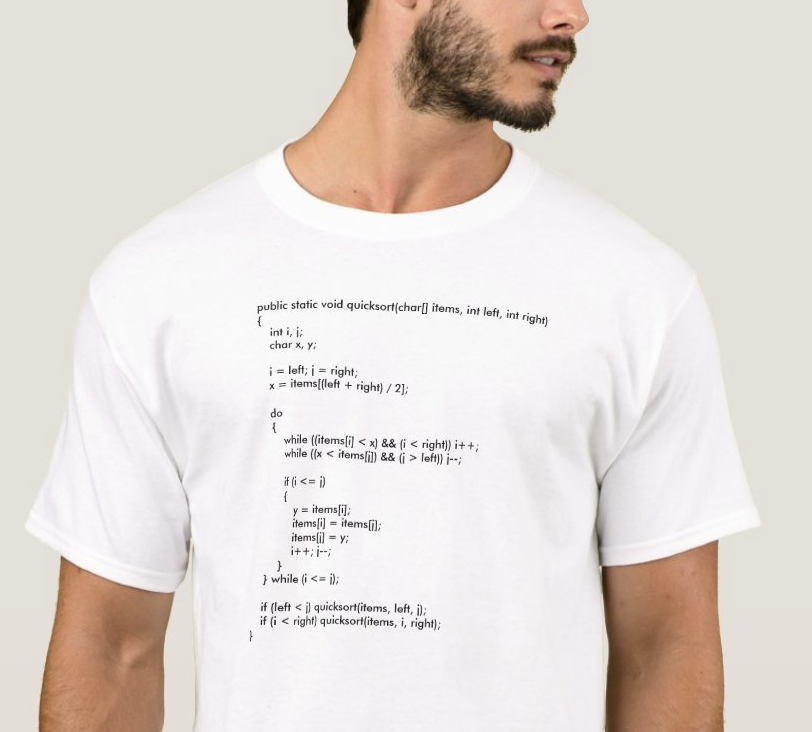 public static void quicksort(char[] items, int left, int right)
{
int i, j;
char x, y;
i = left; j = right;
x = items[(left + right) / 2];
do
{
while ((items[i] < x) && (i < right)) i++;
while ((x < items[j]) && (j > left)) j--;
if (i <= j)
{
y = items[i];
items[i] = items[j];
items[j] = y;
i++; j--;
}
} while (i <= j);
if (left < j) quicksort(items, left, j);
if (i < right) quicksort(items, i, right);
}